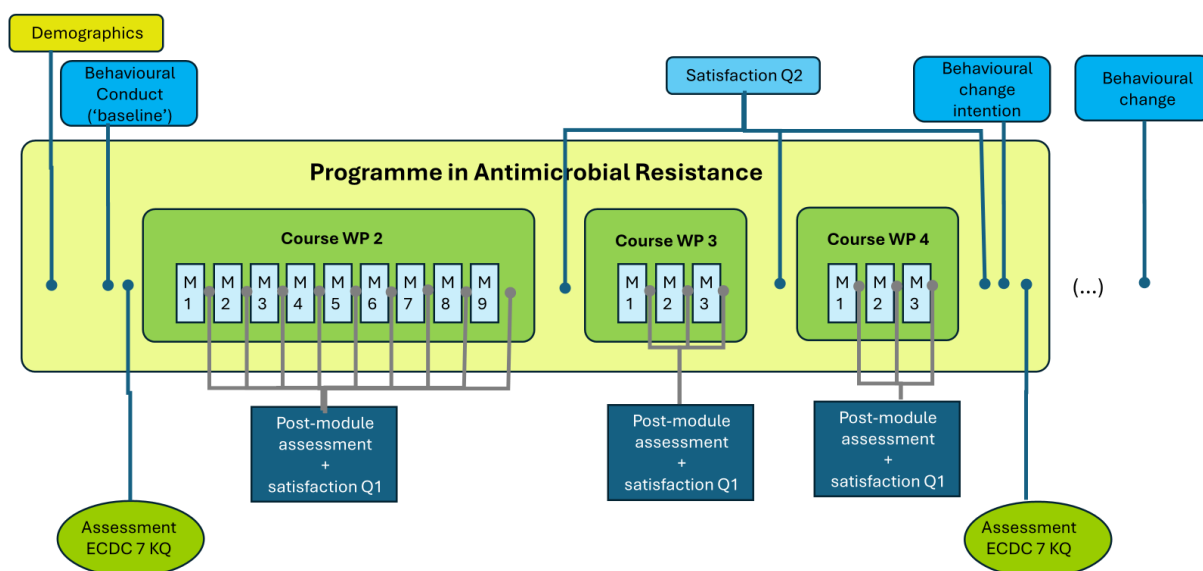 Demographics
Behavioural
Conduct
(‘baseline’)
Satisfaction Q2
Behavioural
change
intention
Behavioural
change
Programme in Antimicrobial Resistance
Course WP 2
M
1
M
2
M
3
M
4
M
5
M
6
M
7
M
8
M
9
Course WP 3
M
1
M
2
M
3
Course WP 4
M
1
M
2
M
3
(...)
Post-module
assessment
+
satisfaction Q1
Post-module
assessment
+
satisfaction Q1
Post-module
assessment
+
satisfaction Q1
Assessment
ECDC 7 KQ
Assessment
ECDC 7 KQ